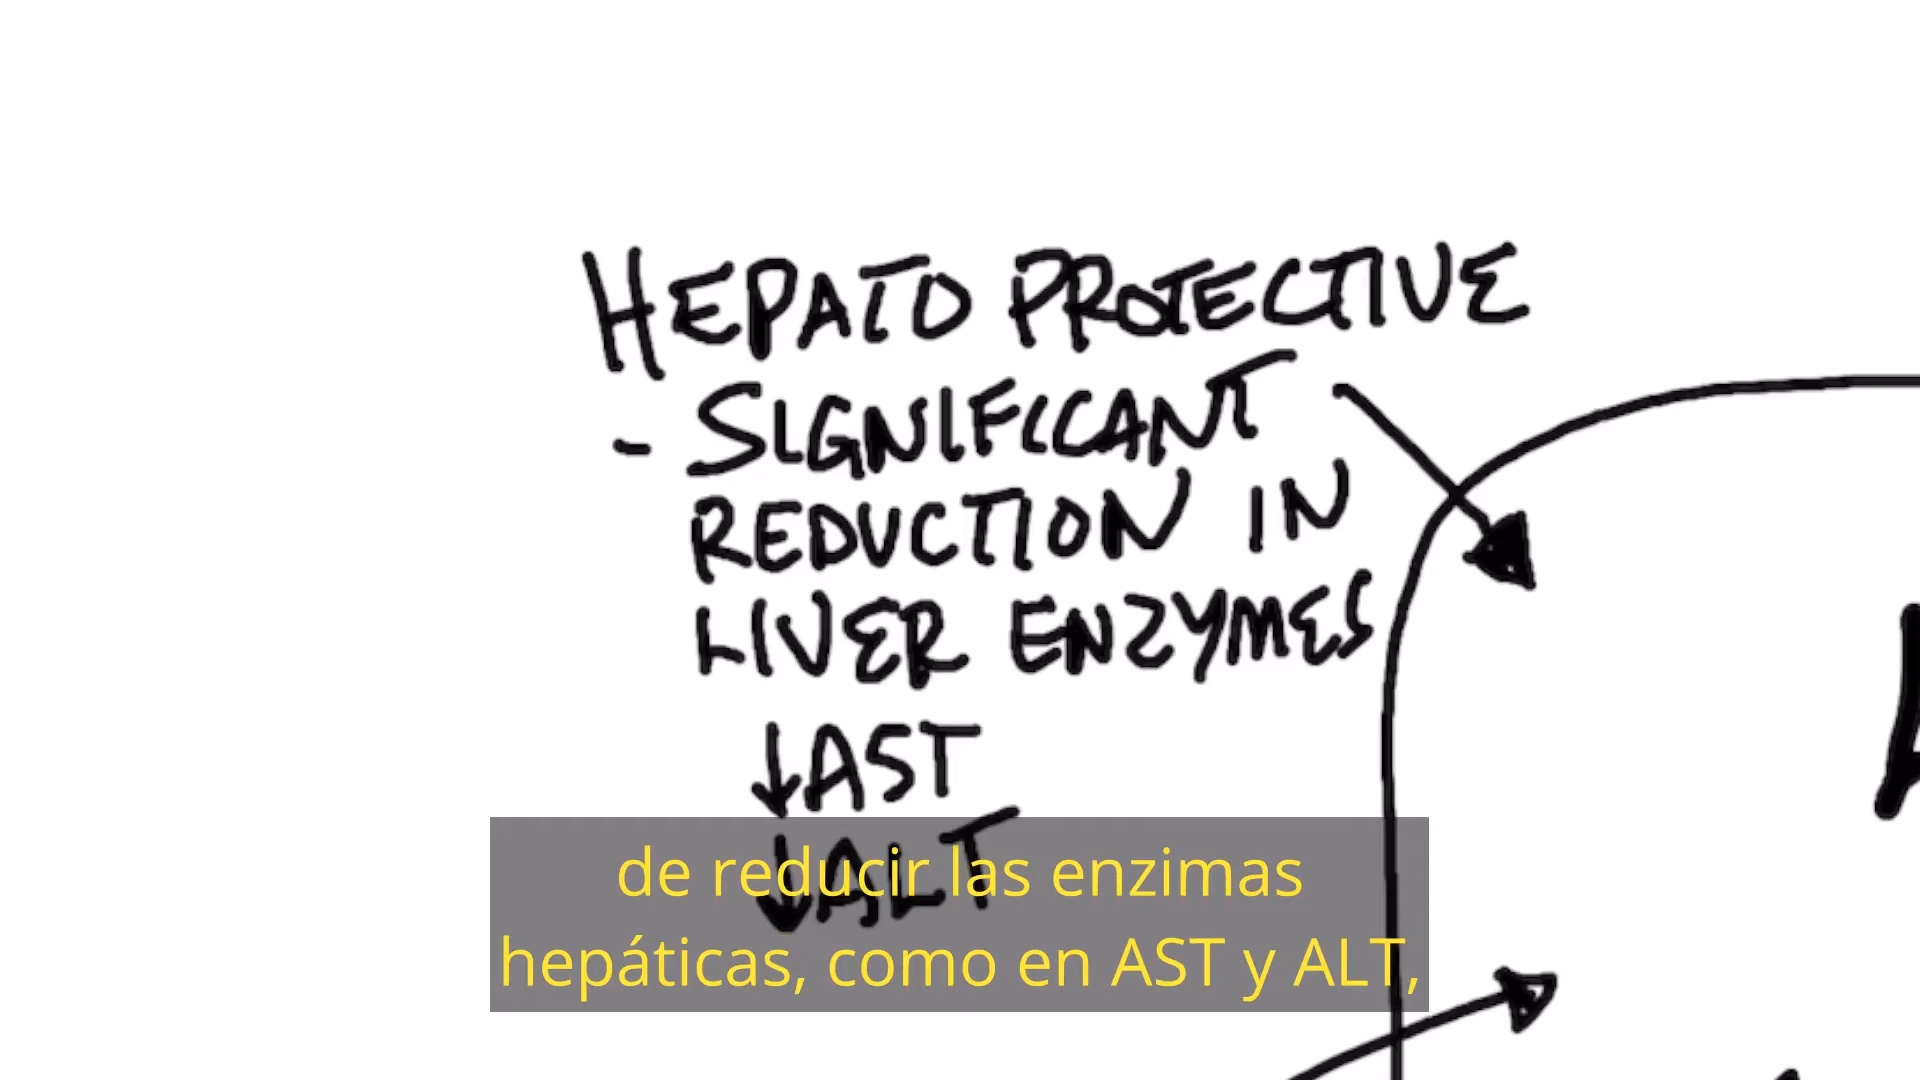 HEPATO PROTECTIVE
- SIGNIFICANT
REDUCTION IN
LIVER ENZYMES
↓AST
↓ALT
de reducir las enzimas
hepáticas, como en AST y ALT,